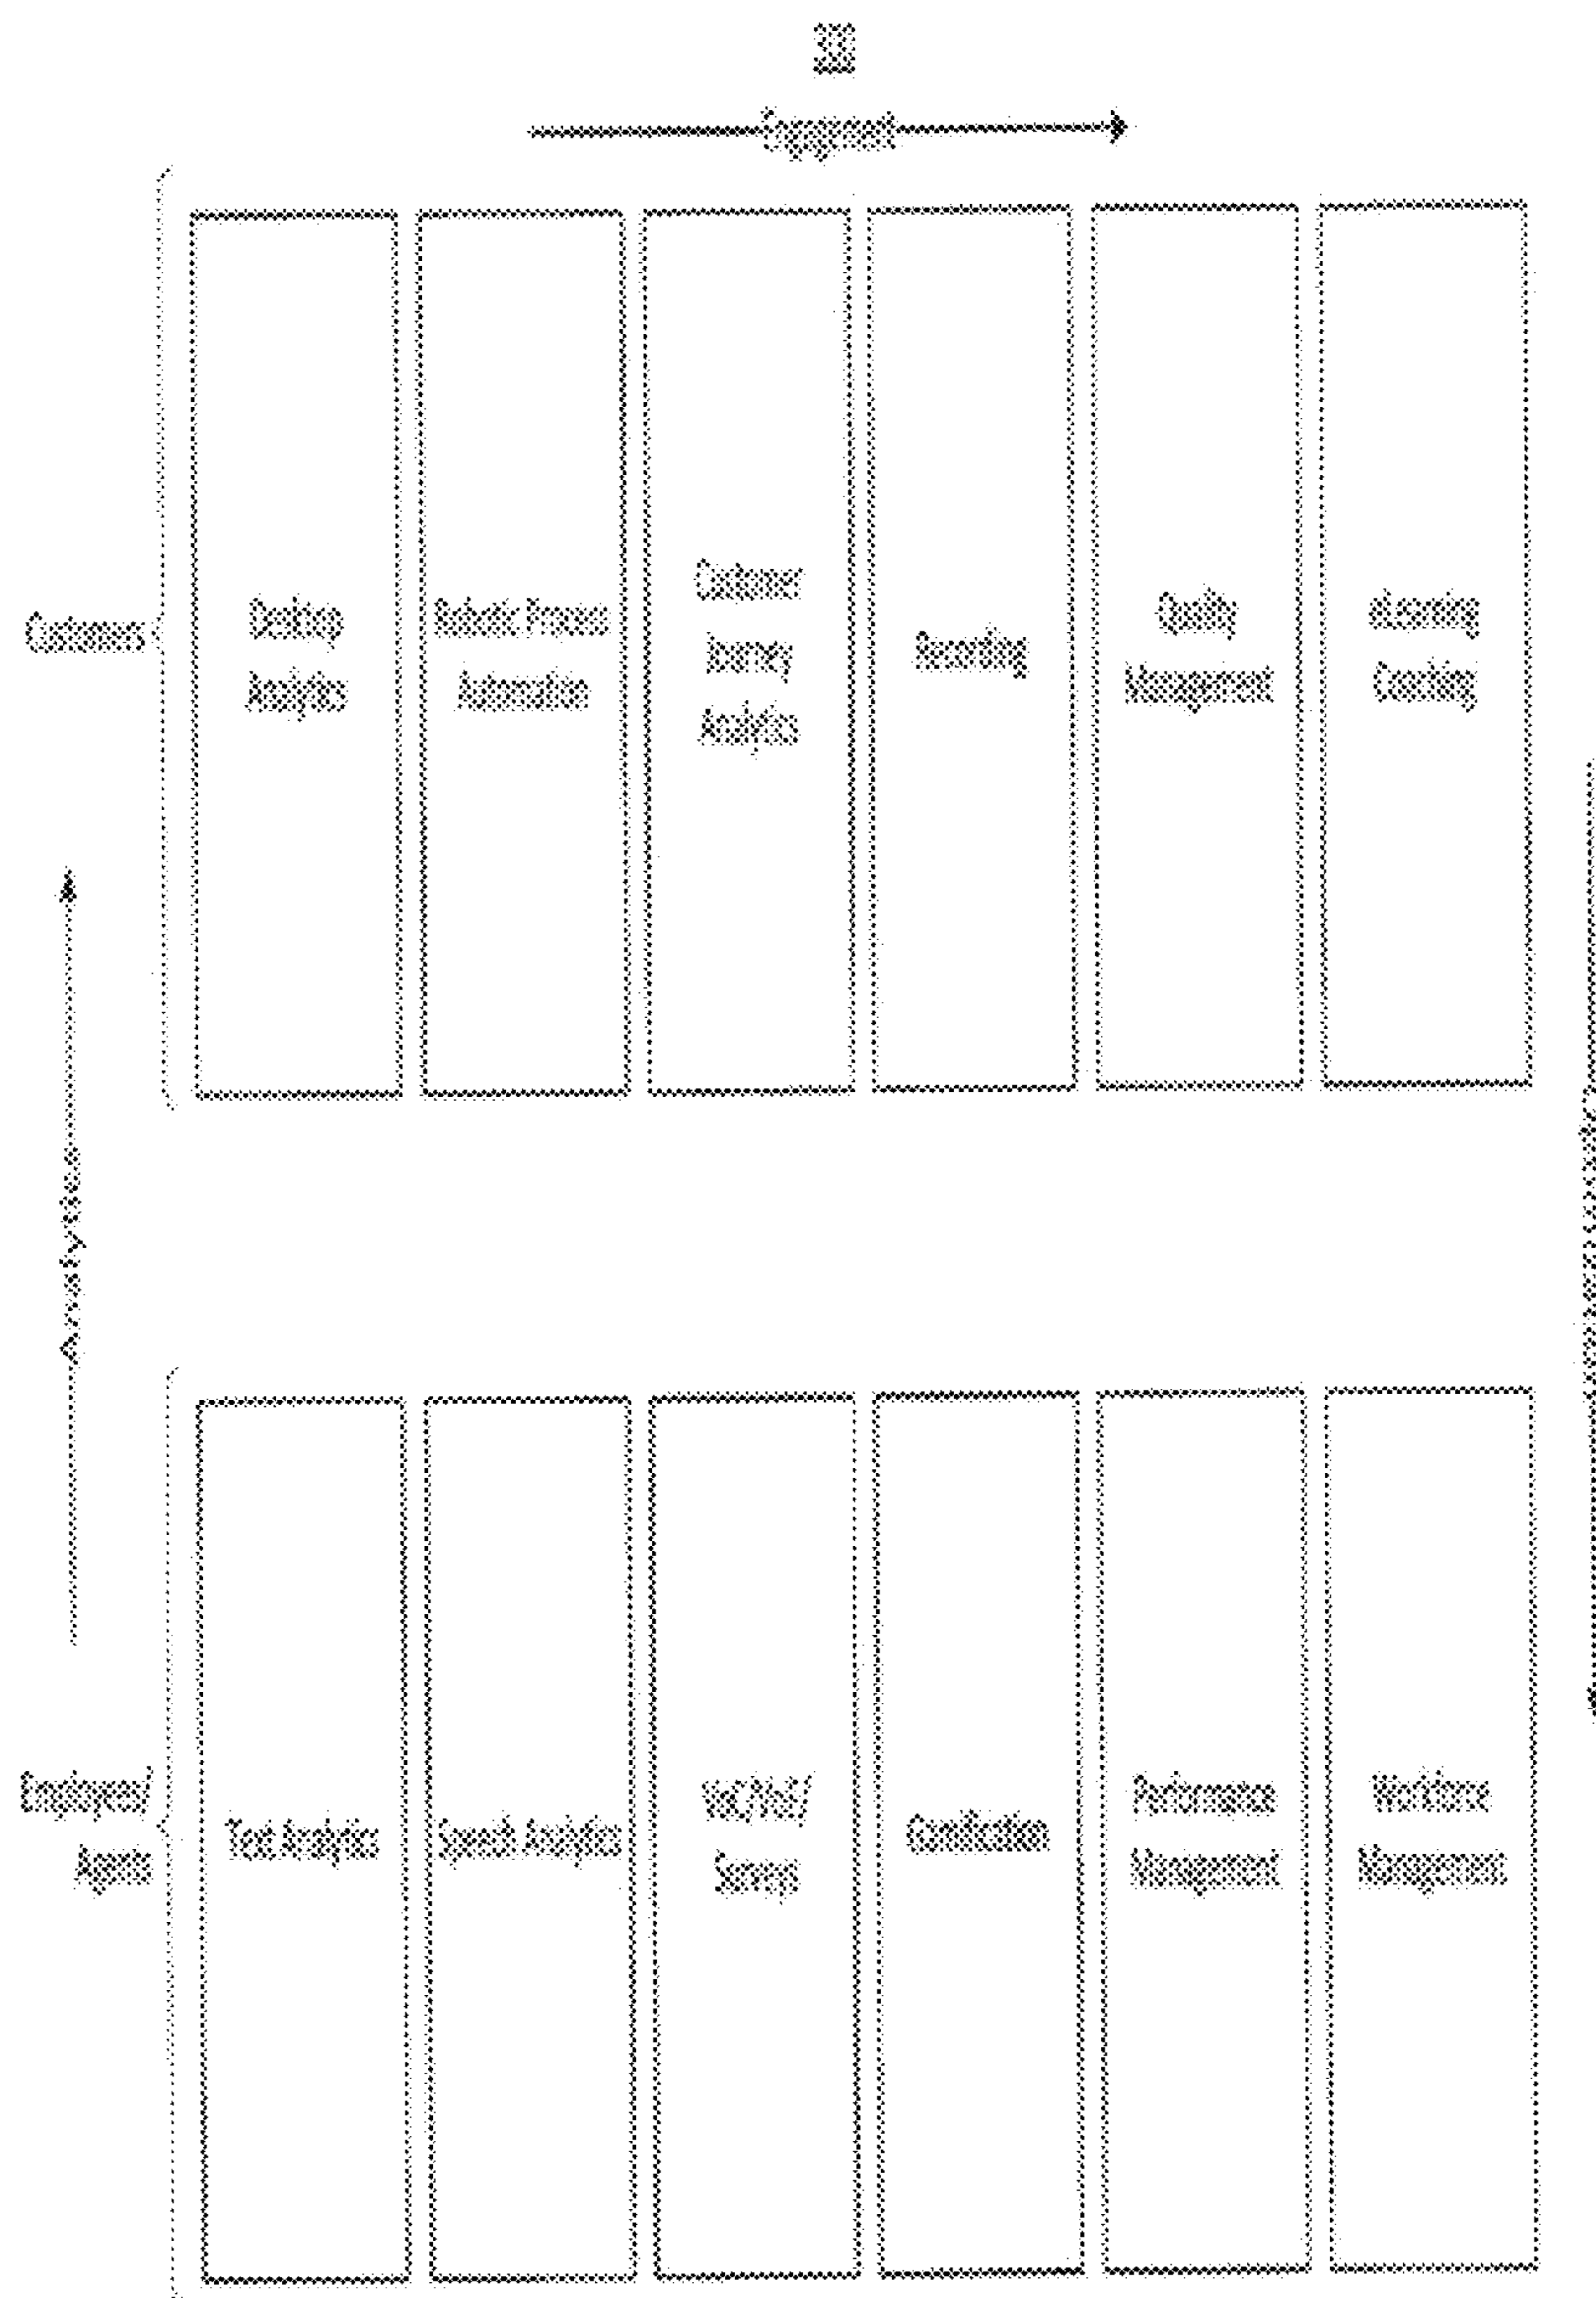 Engagement
Customers
Desktop
Analytics
Robotic Process
Automation
Customer
Journey
Analytics
Recording
Quality
Management
eLearning
Coaching
Analytics
Employees/
Agents
Text Analytics
Speech Analytics
VoC/VoE/
Surveys
Gamification
Performance
Management
Workforce
Management